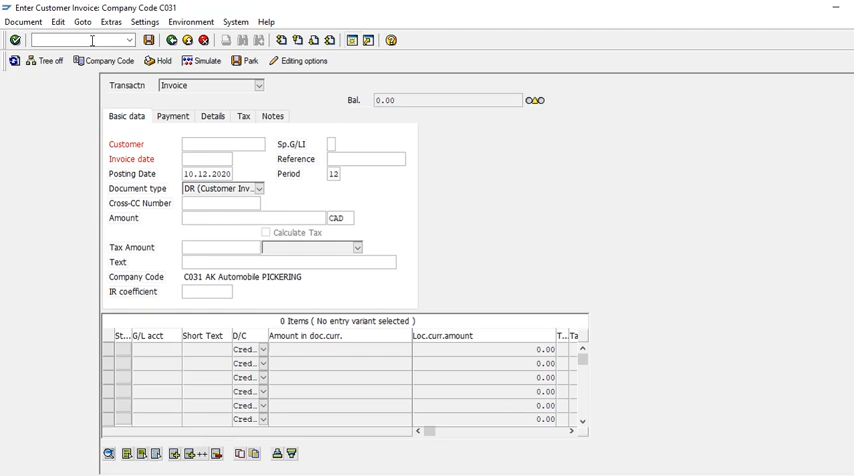 Enter Customer Invoice: Company Code C031
Document Edit Goto Extras Settings Environment System Help
Tree off Company Code Hold Simulate Park Editing options
Transactn Invoice
Bal. 0.00
Basic data Payment Details Tax Notes
Customer Sp.G/LI
Invoice date Reference
Posting Date 10.12.2020 Period 12
Document type DR (Customer Inv...
Cross-CC Number
Amount CAD
Calculate Tax
Tax Amount
Text
Company Code C031 AK Automobile PICKERING
IR coefficient
0 Items ( No entry variant selected )
St... G/L acct Short Text D/C Amount in doc.curr. Loc.curr.amount T... Ta
Cred... 0.00
Cred... 0.00
Cred... 0.00
Cred... 0.00
Cred... 0.00
Cred... 0.00